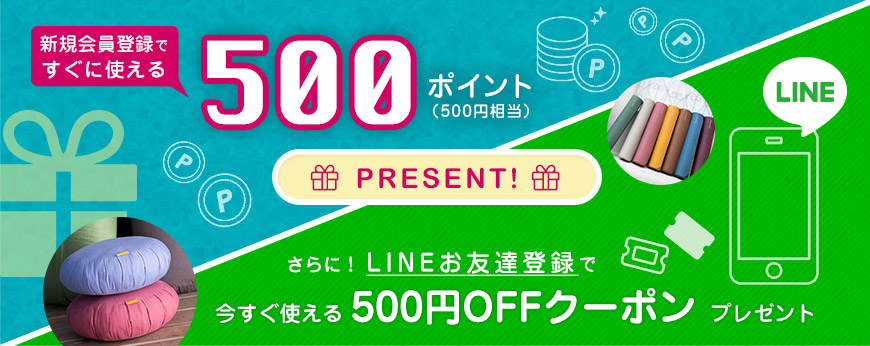 新規会員登録で
すぐに使える
500
ポイント
（500円相当）
P
P
P
P
P
LINE
PRESENT!
さらに！LINEお友達登録で
今すぐ使える 500円OFFクーポン プレゼント